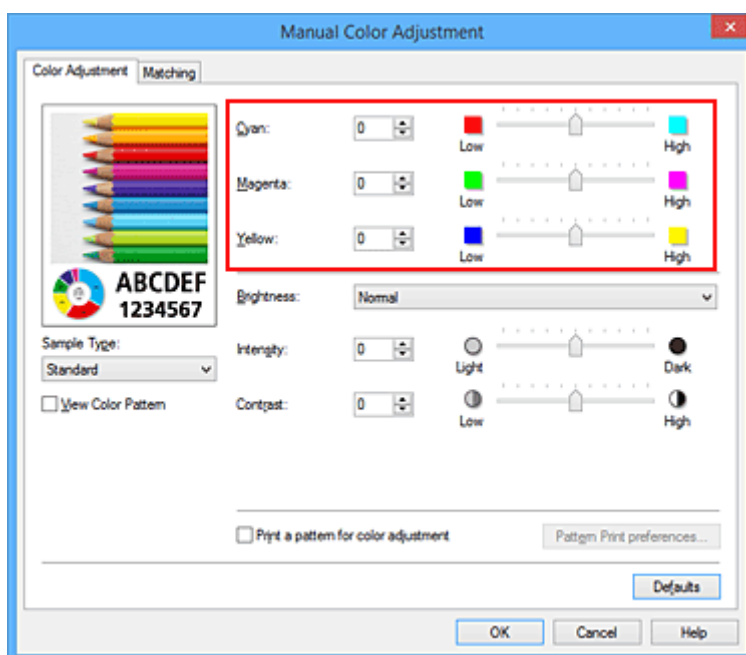 Manual Color Adjustment
Color Adjustment Matching
Cyan: 0 Low High
Magenta: 0 Low High
Yellow: 0 Low High
ABCDEF
1234567
Brightness: Normal
Sample Type:
Standard
Intensity: 0 Light Dark
View Color Pattern
Contrast: 0 Low High
Print a pattern for color adjustment Pattern Print preferences...
Defaults
OK Cancel Help